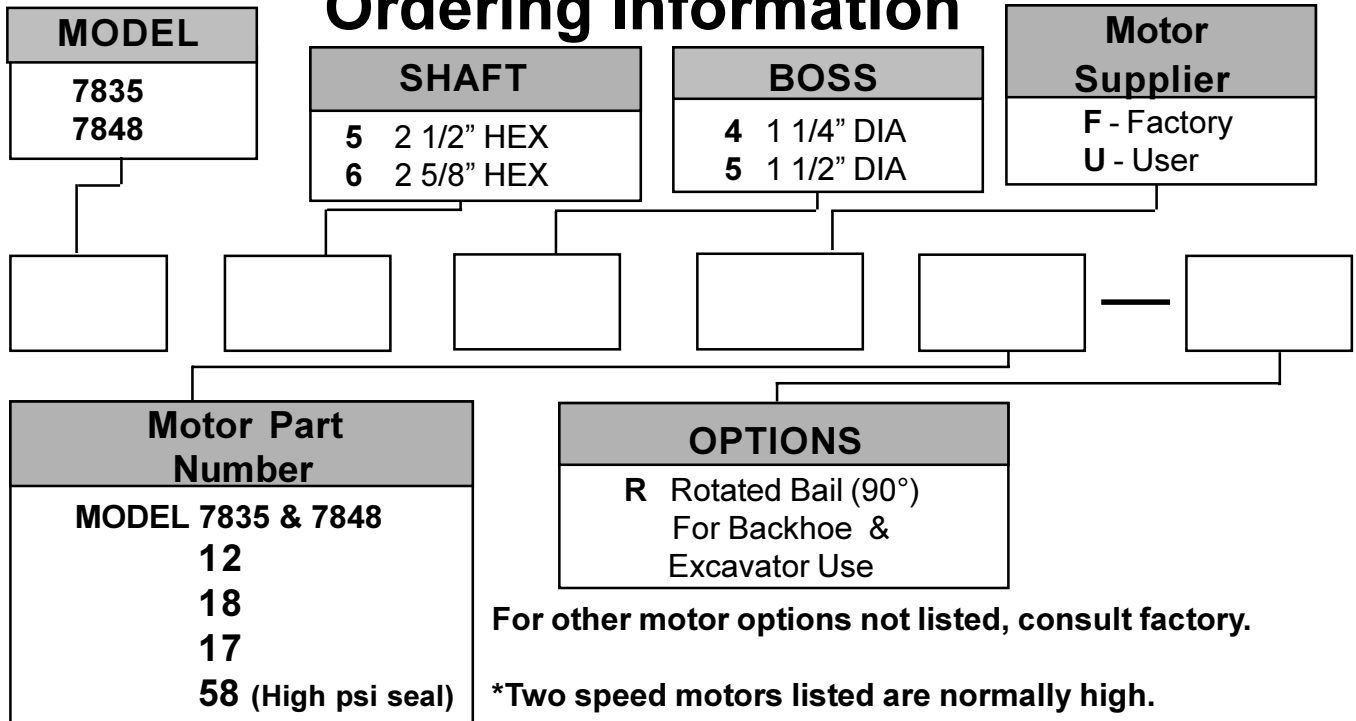 Ordering Information
MODEL
7835
7848
SHAFT
5 2 1/2” HEX
6 2 5/8” HEX
BOSS
4 1 1/4” DIA
5 1 1/2” DIA
Motor
Supplier
F - Factory
U - User
Motor Part
Number
MODEL 7835 & 7848
12
18
17
58 (High psi seal)
OPTIONS
R Rotated Bail (90°)
For Backhoe &
Excavator Use
For other motor options not listed, consult factory.
*Two speed motors listed are normally high.